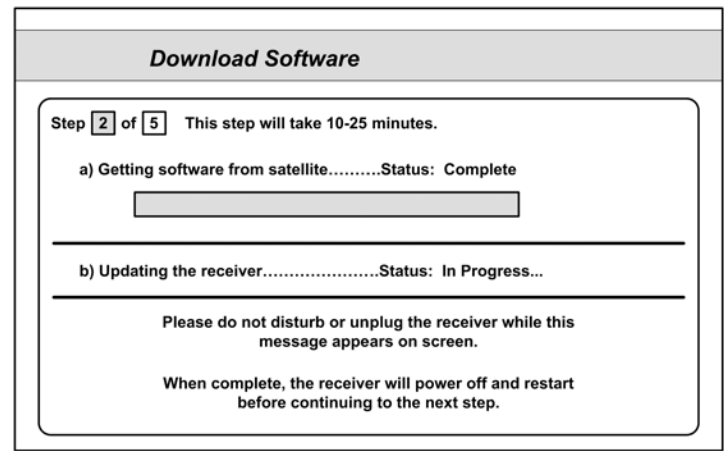 Download Software
Step 2 of 5 This step will take 10-25 minutes.
a) Getting software from satellite..........Status: Complete
b) Updating the receiver......................Status: In Progress...
Please do not disturb or unplug the receiver while this
message appears on screen.
When complete, the receiver will power off and restart
before continuing to the next step.